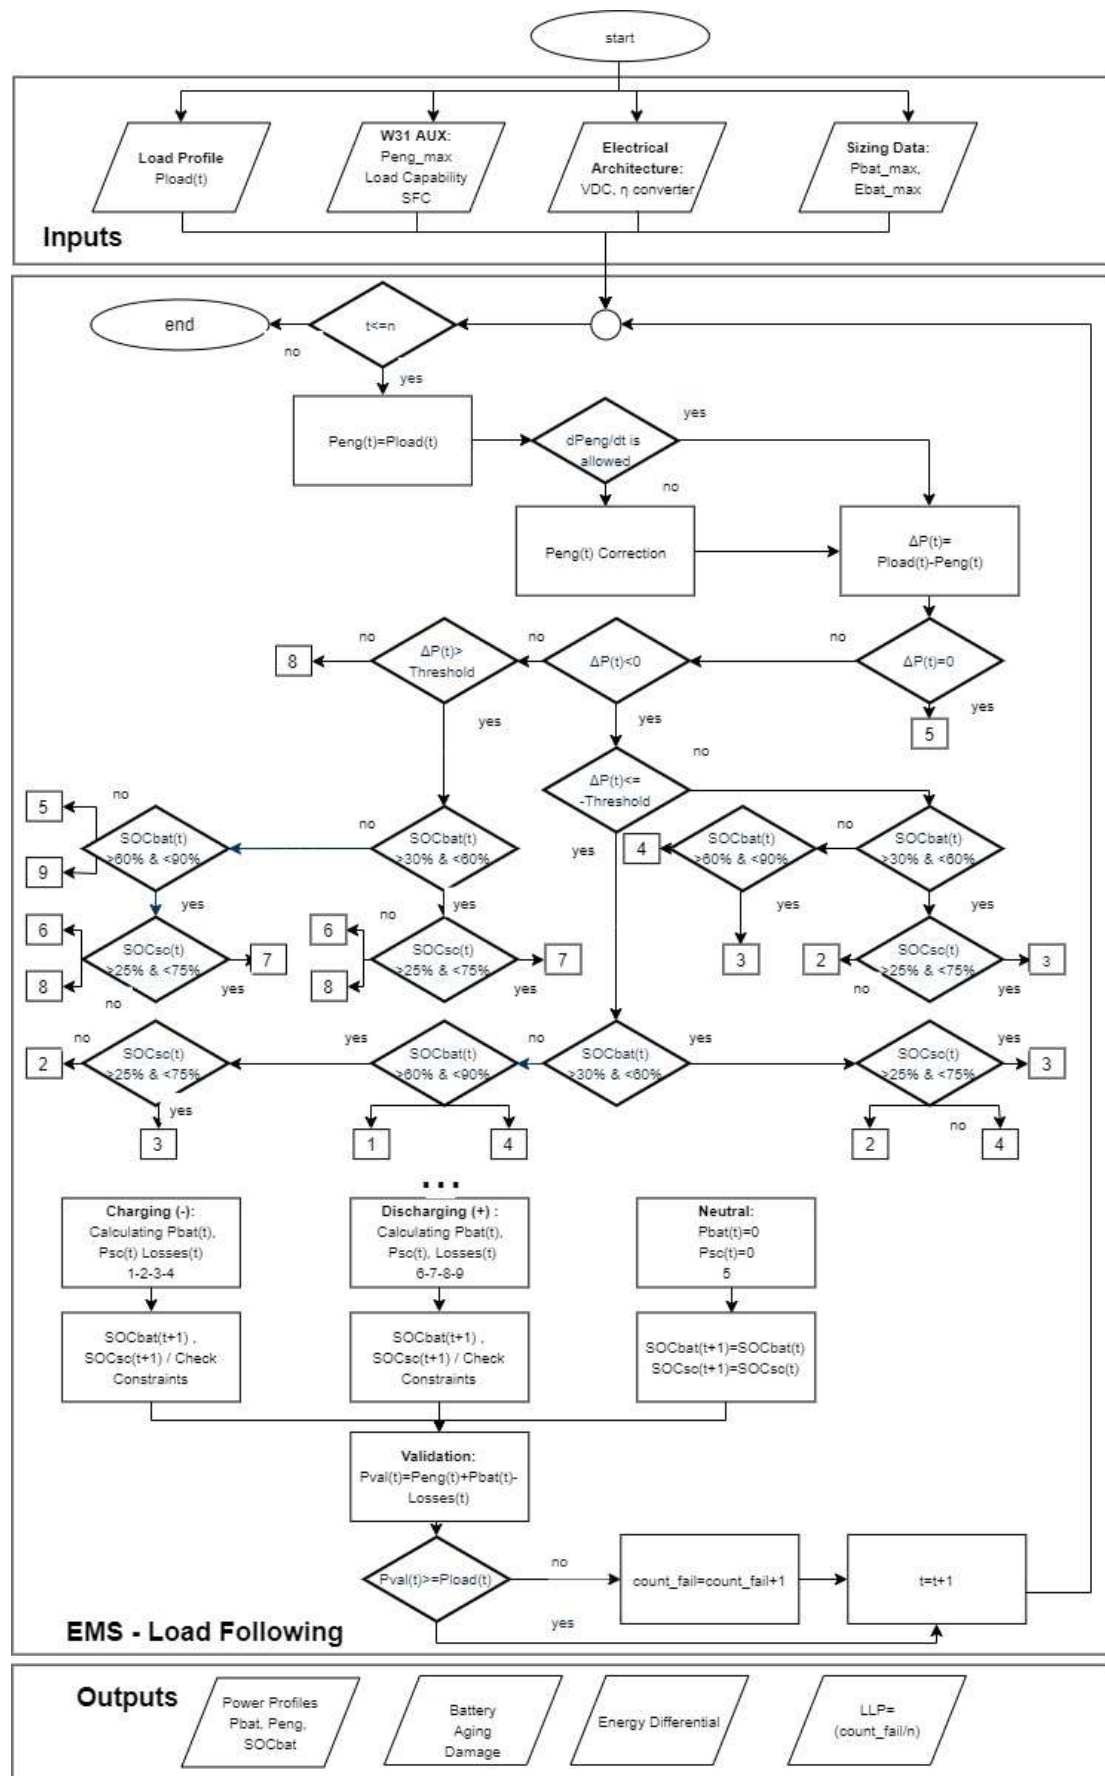 start
Load Profile
Pload(t)
W31 AUX:
Peng_max
Load Capability
SFC
Electrical
Architecture:
VDC, η converter
Sizing Data:
Pbat_max,
Ebat_max
Inputs
end
t<=n
no
yes
Peng(t)=Pload(t)
dPeng/dt is
allowed
yes
no
Peng(t) Correction
ΔP(t)=
Pload(t)-Peng(t)
8
no
ΔP(t)>
Threshold
no
ΔP(t)<0
no
ΔP(t)=0
yes
yes
yes
5
ΔP(t)<=
-Threshold
no
yes
5
no
9
SOCbat(t)
≥60% & <90%
no
SOCbat(t)
≥30% & <60%
4
SOCbat(t)
≥60% & <90%
no
SOCbat(t)
≥30% & <60%
yes
yes
yes
yes
6
8
SOCsc(t)
≥25% & <75%
7
no
yes
no
6
8
SOCsc(t)
≥25% & <75%
7
yes
3
2
SOCsc(t)
≥25% & <75%
3
no
yes
2
no
SOCsc(t)
≥25% & <75%
yes
SOCbat(t)
≥60% & <90%
no
SOCbat(t)
≥30% & <60%
yes
SOCsc(t)
≥25% & <75%
yes
3
yes
3
1
4
2
no
4
...
Charging (-):
Calculating Pbat(t),
Psc(t) Losses(t)
1-2-3-4
Discharging (+) :
Calculating Pbat(t),
Psc(t), Losses(t)
6-7-8-9
Neutral:
Pbat(t)=0
Psc(t)=0
5
SOCbat(t+1) ,
SOCsc(t+1) / Check
Constraints
SOCbat(t+1) ,
SOCsc(t+1) / Check
Constraints
SOCbat(t+1)=SOCbat(t)
SOCsc(t+1)=SOCsc(t)
Validation:
Pval(t)=Peng(t)+Pbat(t)-
Losses(t)
Pval(t)>=Pload(t)
no
yes
count_fail=count_fail+1
t=t+1
EMS - Load Following
Outputs
Power Profiles
Pbat, Peng,
SOCbat
Battery
Aging
Damage
Energy Differential
LLP=
(count_fail/n)